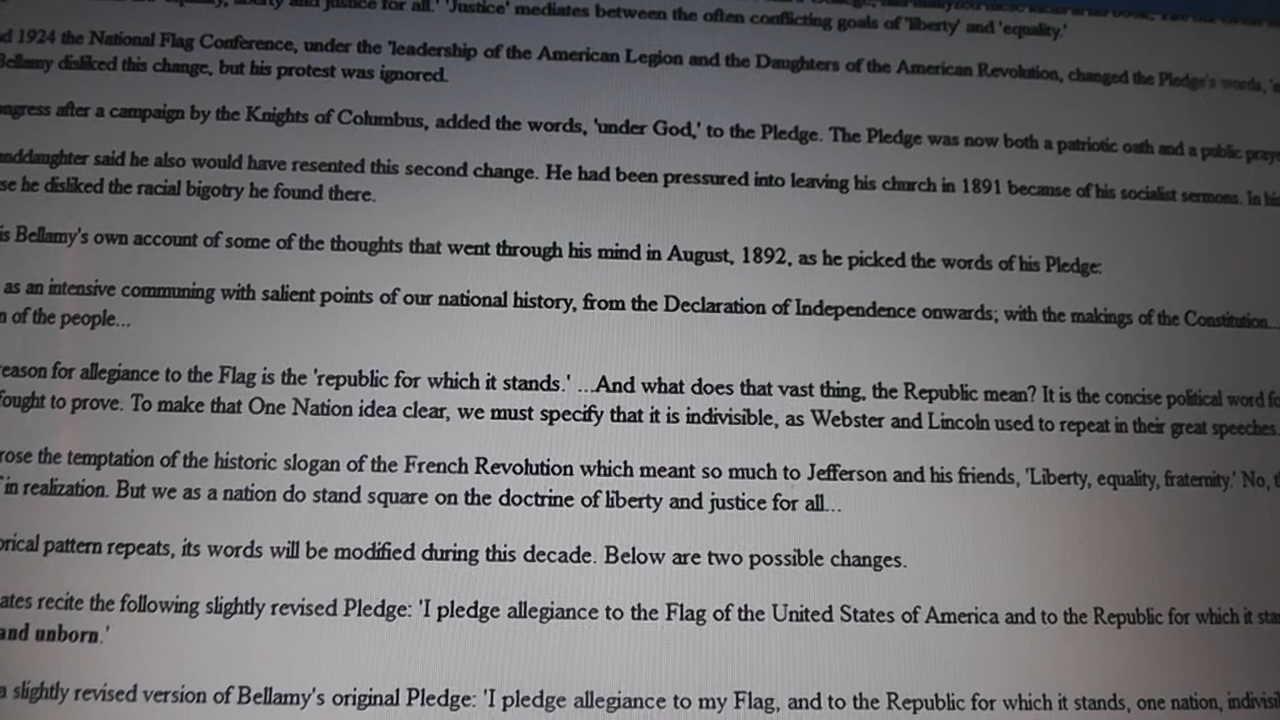 and justice for all.' 'Justice' mediates between the often conflicting goals of 'liberty' and 'equality.'
1924 the National Flag Conference, under the 'leadership of the American Legion and the Daughters of the American Revolution, changed the Pledge's words,
Bellamy disliked this change, but his protest was ignored.
after a campaign by the Knights of Columbus, added the words, 'under God,' to the Pledge. The Pledge was now both a patriotic oath and a public
said he also would have resented this second change. He had been pressured into leaving his church in 1891 because of his socialist sermons. In
he disliked the racial bigotry he found there.
is Bellamy's own account of some of the thoughts that went through his mind in August, 1892, as he picked the words of his Pledge:
as an intensive communing with salient points of our national history, from the Declaration of Independence onwards; with the makings of the Constitution...
of the people...
eason for allegiance to the Flag is the 'republic for which it stands.' ...And what does that vast thing, the Republic mean? It is the concise political word
ought to prove. To make that One Nation idea clear, we must specify that it is indivisible, as Webster and Lincoln used to repeat in their great speeches.
rose the temptation of the historic slogan of the French Revolution which meant so much to Jefferson and his friends, 'Liberty, equality, fraternity.' No,
in realization. But we as a nation do stand square on the doctrine of liberty and justice for all...
orical pattern repeats, its words will be modified during this decade. Below are two possible changes.
ates recite the following slightly revised Pledge: 'I pledge allegiance to the Flag of the United States of America and to the Republic for which it sta
and unborn.'
a slightly revised version of Bellamy's original Pledge: 'I pledge allegiance to my Flag, and to the Republic for which it stands, one nation, indivisi